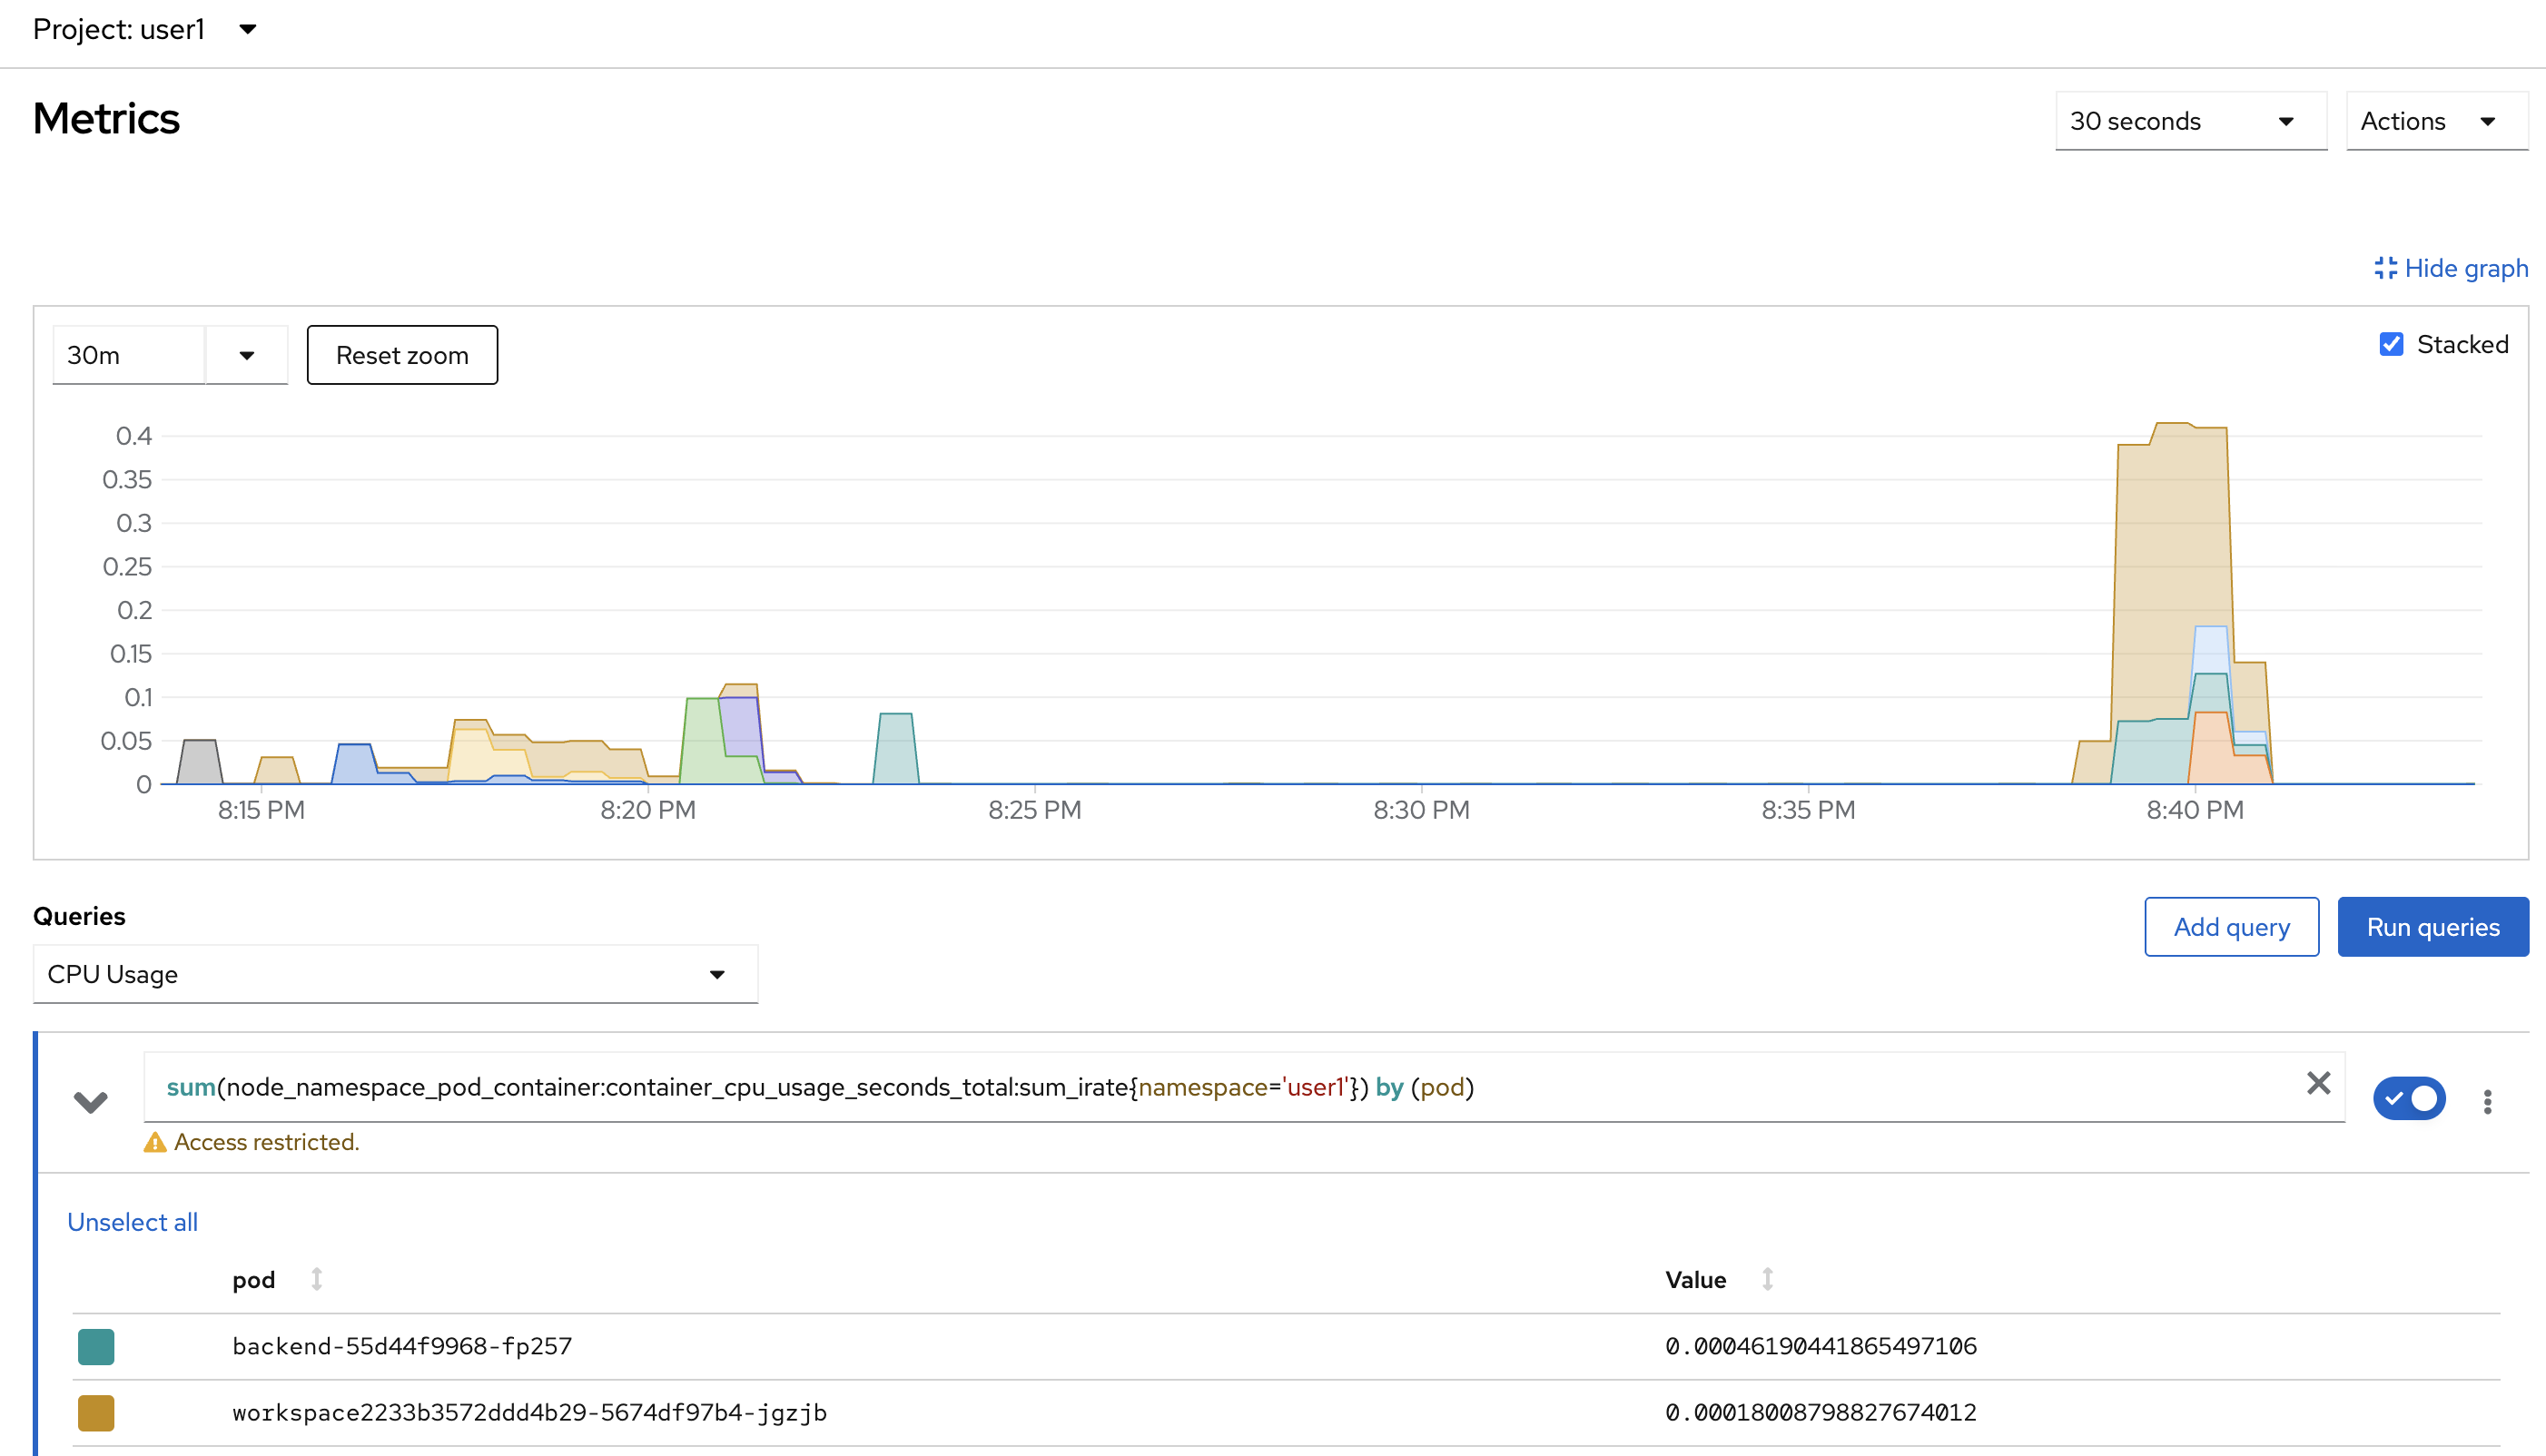 Project: user1
Metrics
30 seconds
Actions
Hide graph
30m
Reset zoom
Stacked
0.4
0.35
0.3
0.25
0.2
0.15
0.1
0.05
0
8:15 PM 8:20 PM 8:25 PM 8:30 PM 8:35 PM 8:40 PM
Queries
Add query
Run queries
CPU Usage
sum(node_namespace_pod_container:container_cpu_usage_seconds_total:sum_irate{namespace='user1'}) by (pod)
Access restricted.
Unselect all
pod Value
backend-55d44f9968-fp257 0.00046190441865497106
workspace2233b3572ddd4b29-5674df97b4-jgzjb 0.00018008798827674012